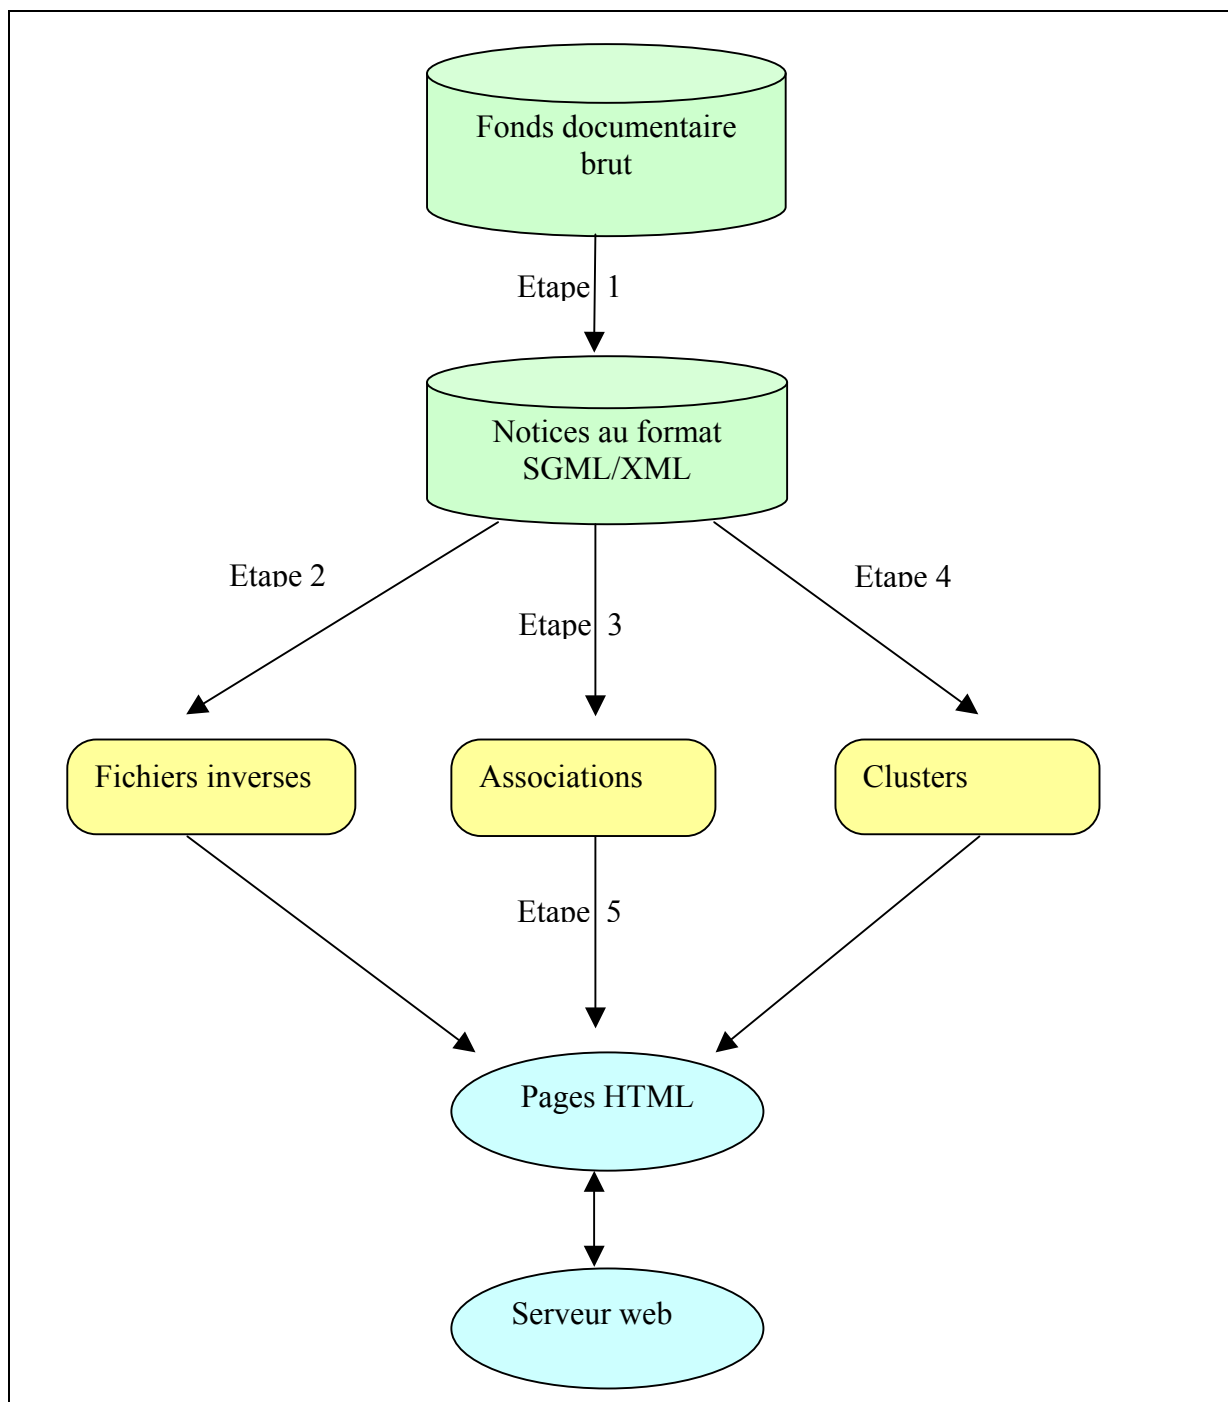 Fonds documentaire
brut
Etape 1
Notices au format
SGML/XML
Etape 2
Etape 4
Etape 3
Fichiers inverses
Associations
Clusters
Etape 5
Pages HTML
Serveur web